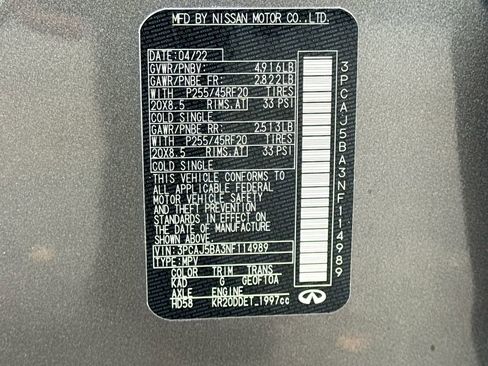 MFD BY NISSAN MOTOR CO.,LTD.
DATE: 04/22
GVWR/PNBV: 4916LB
GAWR/PNBE FR: 2822LB
WITH P255/45RF20 TIRES
20X8.5 RIMS.AT 33 PSI
COLD SINGLE
GAWR/PNBE RR: 2513LB
WITH P255/45RF20 TIRES
20X8.5 RIMS.AT 33 PSI
COLD SINGLE
THIS VEHICLE CONFORMS TO
ALL APPLICABLE FEDERAL
MOTOR VEHICLE SAFETY
AND THEFT PREVENTION
STANDARDS IN EFFECT ON
THE DATE OF MANUFACTURE
SHOWN ABOVE.
VIN: 3PCAJ5BA3NF114989
TYPE: MPV
COLOR TRIM TRANS
KAD G GE0F10A
AXLE ENGINE
HD58 KR20DDET 1997cc
3PCAJ5BA3NF114989